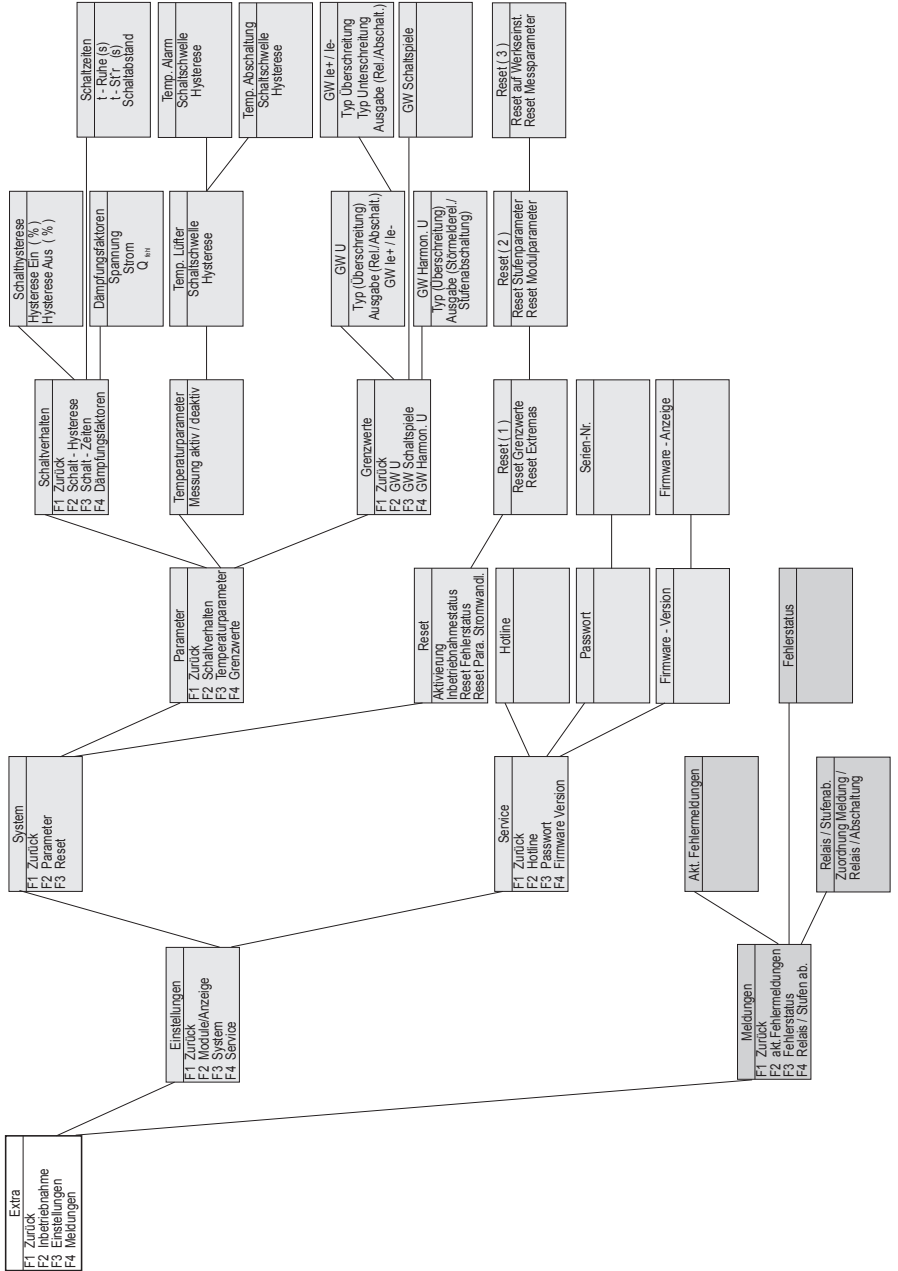 Extra
F1 Zurück
F2 Inbetriebnahme
F3 Einstellungen
F4 Meldungen
Einstellungen
F1 Zurück
F2 Module/Anzeige
F3 System
F4 Service
Meldungen
F1 Zurück
F2 akt.Fehlermeldungen
F3 Fehlerstatus
F4 Relais / Stufen ab.
System
F1 Zurück
F2 Parameter
F3 Reset
Service
F1 Zurück
F2 Hotline
F3 Passwort
F4 Firmware Version
Akt. Fehlermeldungen
Relais / Stufenab.
Zuordnung Meldung /
Relais / Abschaltung
Parameter
F1 Zurück
F2 Schaltverhalten
F3 Temperaturparameter
F4 Grenzwerte
Reset
Aktivierung
Inbetriebnahmestatus
Reset Fehlerstatus
Reset Para. Stromwandl.
Hotline
Passwort
Firmware - Version
Fehlerstatus
Schaltverhalten
F1 Zurück
F2 Schalt - Hysterese
F3 Schalt - Zeiten
F4 Dämpfungsfaktoren
Temperaturparameter
Messung aktiv / deaktiv
Grenzwerte
F1 Zurück
F2 GW U
F3 GW Schaltspiele
F4 GW Harmon. U
Reset ( 1 )
Reset Grenzwerte
Reset Extremas
Serien-Nr.
Firmware - Anzeige
Schalthysterese
Hysterese Ein ( % )
Hysterese Aus ( % )
Dämpfungsfaktoren
Spannung
Strom
Q fehl
Temp. Lüfter
Schaltschwelle
Hysterese
GW U
Typ (Überschreitung)
Ausgabe (Rel./Abschalt.)
GW Ie+ / Ie-
GW Harmon. U
Typ (Überschreitung)
Ausgabe (Störmelderel./
Stufenabschaltung)
Reset ( 2 )
Reset Stufenparameter
Reset Modulparameter
Schaltzeiten
t - Ruhe (s)
t - St'r (s)
Schaltabstand
Temp. Alarm
Schaltschwelle
Hysterese
Temp. Abschaltung
Schaltschwelle
Hysterese
GW Ie+ / Ie-
Typ Überschreitung
Typ Unterschreitung
Ausgabe (Rel./Abschalt.)
GW Schaltspiele
Reset ( 3 )
Reset auf Werkseinst.
Reset Messparameter